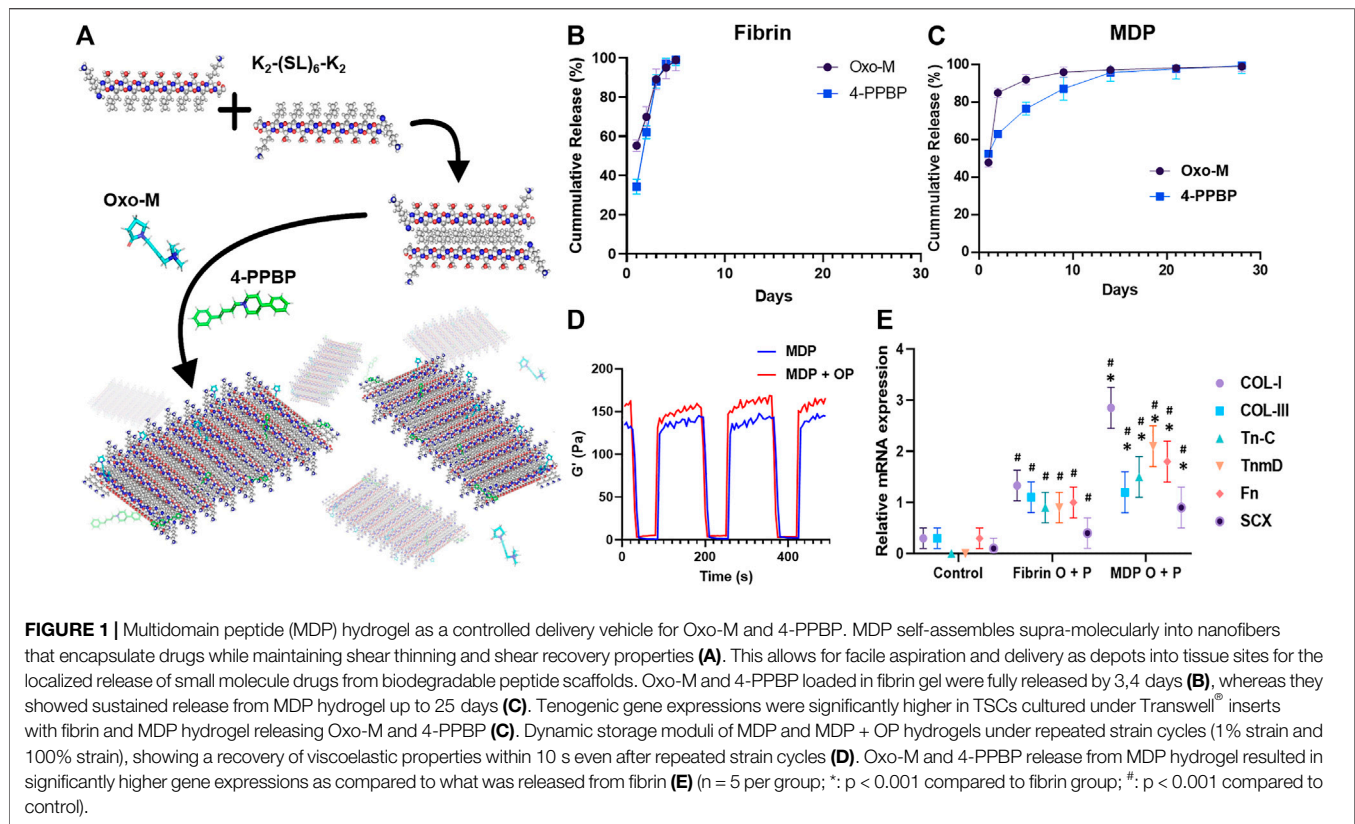 A
K2-(SL)6-K2
Oxo-M
4-PPBP
B
Fibrin
Cummulative Release (%)
100
80
60
40
20
0
0
10
20
30
Days
Oxo-M
4-PPBP
C
MDP
Cummulative Release (%)
100
80
60
40
20
0
0
10
20
30
Days
Oxo-M
4-PPBP
D
MDP
MDP + OP
G' (Pa)
200
150
100
50
0
0
200
400
Time (s)
E
Relative mRNA expression
4
3
2
1
0
Control
Fibrin O + P
MDP O + P
# # # # # #
# * # * # * # * # * # *
COL-I
COL-III
Tn-C
TnmD
Fn
SCX
FIGURE 1 | Multidomain peptide (MDP) hydrogel as a controlled delivery vehicle for Oxo-M and 4-PPBP. MDP self-assembles supra-molecularly into nanofibers
that encapsulate drugs while maintaining shear thinning and shear recovery properties (A). This allows for facile aspiration and delivery as depots into tissue sites for the
localized release of small molecule drugs from biodegradable peptide scaffolds. Oxo-M and 4-PPBP loaded in fibrin gel were fully released by 3,4 days (B), whereas they
showed sustained release from MDP hydrogel up to 25 days (C). Tenogenic gene expressions were significantly higher in TSCs cultured under Transwell® inserts
with fibrin and MDP hydrogel releasing Oxo-M and 4-PPBP (C). Dynamic storage moduli of MDP and MDP + OP hydrogels under repeated strain cycles (1% strain and
100% strain), showing a recovery of viscoelastic properties within 10 s even after repeated strain cycles (D). Oxo-M and 4-PPBP release from MDP hydrogel resulted in
significantly higher gene expressions as compared to what was released from fibrin (E) (n = 5 per group; *: p < 0.001 compared to fibrin group; #: p < 0.001 compared to
control).